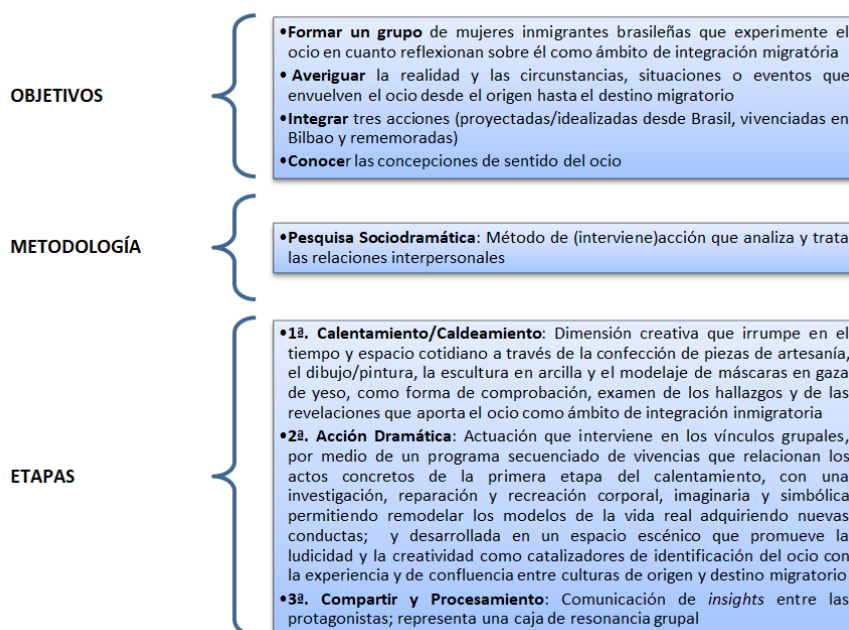 OBJETIVOS
•Formar un grupo de mujeres inmigrantes brasileñas que experimente el
ocio en cuanto reflexionan sobre él como ámbito de integración migratória
• Averiguar la realidad y las circunstancias, situaciones o eventos que
envuelven el ocio desde el origen hasta el destino migratorio
•Integrar tres acciones (proyectadas/idealizadas desde Brasil, vivenciadas en
Bilbao y rememoradas)
•Conocer las concepciones de sentido del ocio
METODOLOGÍA
•Pesquisa Sociodramática: Método de (interviene)acción que analiza y trata
las relaciones interpersonales
ETAPAS
•1ª. Calentamiento/Caldeamiento: Dimensión creativa que irrumpe en el
tiempo y espacio cotidiano a través de la confección de piezas de artesanía,
el dibujo/pintura, la escultura en arcilla y el modelaje de máscaras en gaza
de yeso, como forma de comprobación, examen de los hallazgos y de las
revelaciones que aporta el ocio como ámbito de integración inmigratoria
•2ª. Acción Dramática: Actuación que interviene en los vínculos grupales,
por medio de un programa secuenciado de vivencias que relacionan los
actos concretos de la primera etapa del calentamiento, con una
investigación, reparación y recreación corporal, imaginaria y simbólica
permitiendo remodelar los modelos de la vida real adquiriendo nuevas
conductas; y desarrollada en un espacio escénico que promueve la
ludicidad y la creatividad como catalizadores de identificación del ocio con
la experiencia y de confluencia entre culturas de origen y destino migratorio
•3ª. Compartir y Procesamiento: Comunicación de insights entre las
protagonistas; representa una caja de resonancia grupal